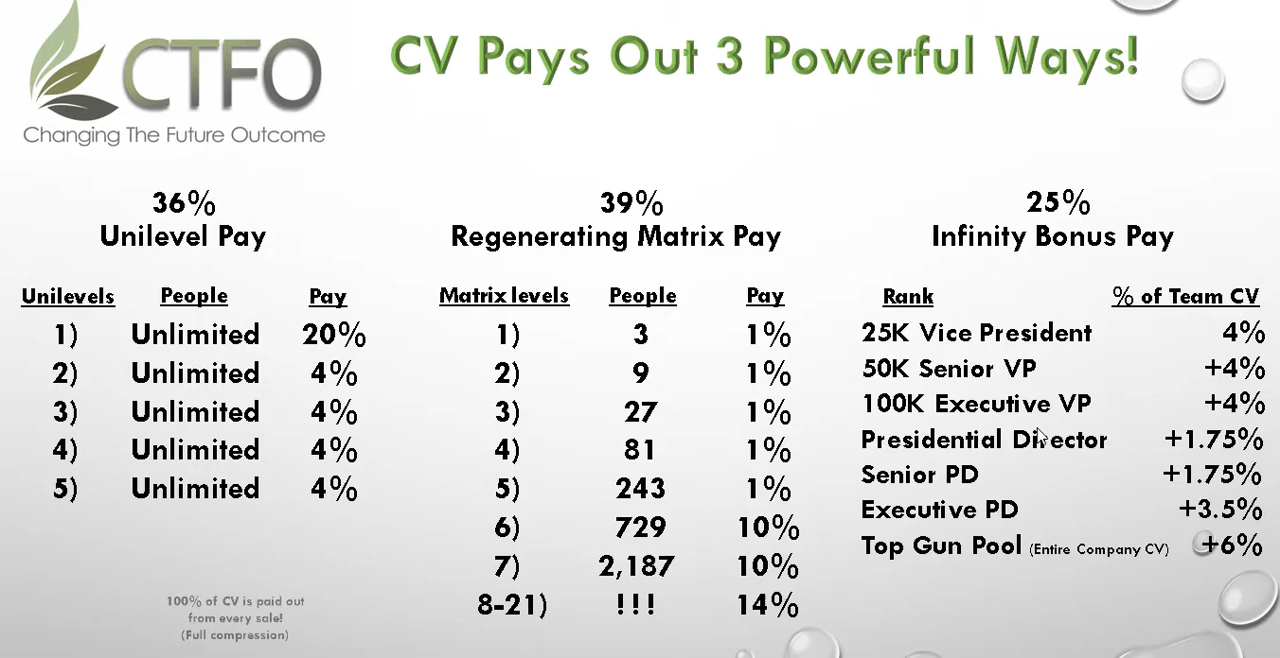 CTFO
Changing The Future Outcome
CV Pays Out 3 Powerful Ways!
36%
Unilevel Pay
Unilevels People Pay
1) Unlimited 20%
2) Unlimited 4%
3) Unlimited 4%
4) Unlimited 4%
5) Unlimited 4%
100% of CV is paid out
from every sale!
(Full compression)
39%
Regenerating Matrix Pay
Matrix levels People Pay
1) 3 1%
2) 9 1%
3) 27 1%
4) 81 1%
5) 243 1%
6) 729 10%
7) 2,187 10%
8-21) !!! 14%
25%
Infinity Bonus Pay
Rank % of Team CV
25K Vice President 4%
50K Senior VP +4%
100K Executive VP +4%
Presidential Director +1.75%
Senior PD +1.75%
Executive PD +3.5%
Top Gun Pool (Entire Company CV) +6%